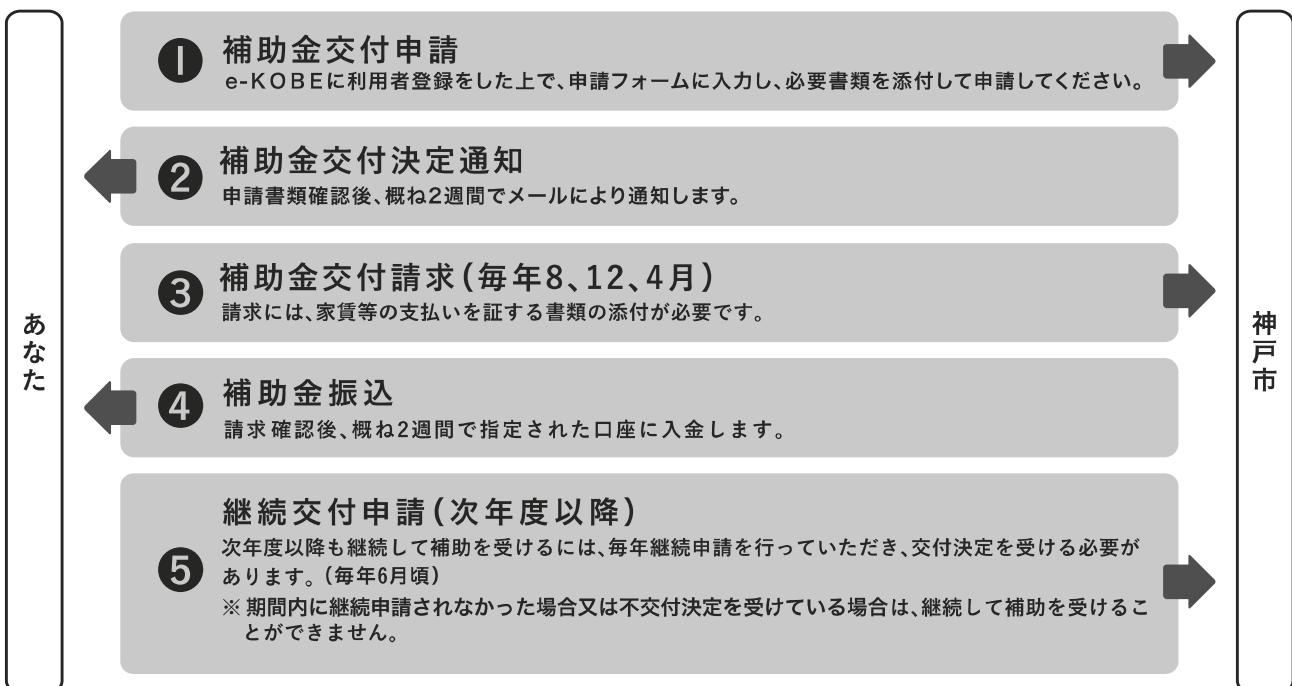 あなた
❶ 補助金交付申請
e-KOBEに利用者登録をした上で、申請フォームに入力し、必要書類を添付して申請してください。
❷ 補助金交付決定通知
申請書類確認後、概ね2週間でメールにより通知します。
❸ 補助金交付請求(毎年8、12、4月)
請求には、家賃等の支払いを証する書類の添付が必要です。
❹ 補助金振込
請求確認後、概ね2週間で指定された口座に入金します。
❺ 継続交付申請(次年度以降)
次年度以降も継続して補助を受けるには、毎年継続申請を行っていただき、交付決定を受ける必要が
あります。(毎年6月頃)
※ 期間内に継続申請されなかった場合又は不交付決定を受けている場合は、継続して補助を受けるこ
とができません。
神戸市